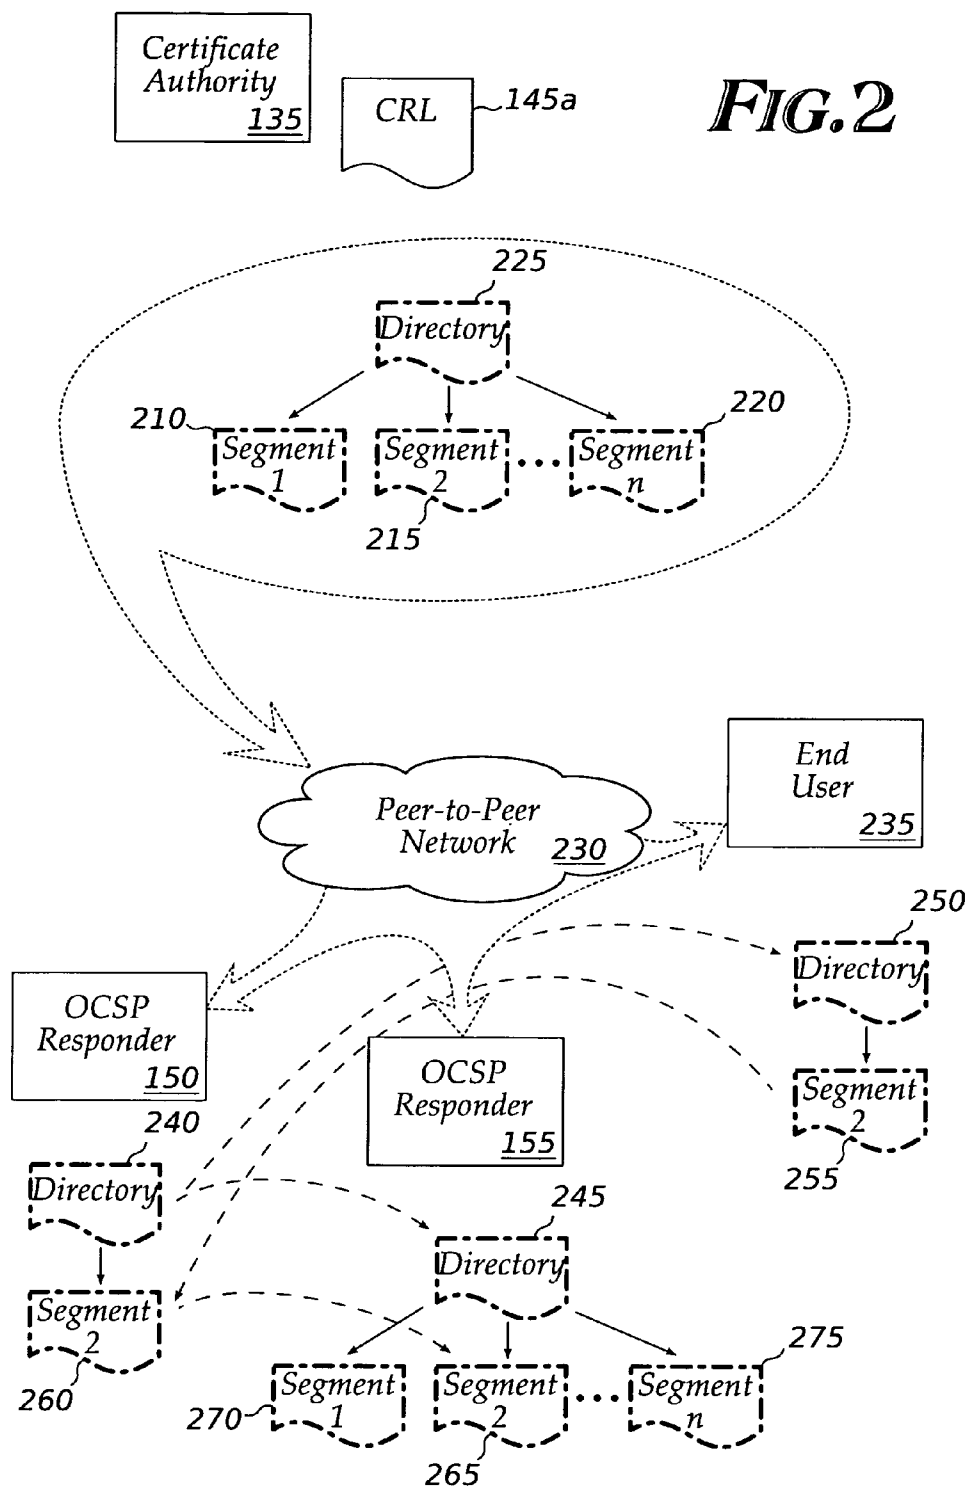 Certificate
Authority
135
CRL
145a
FIG.2
225
Directory
210
220
Segment
1
Segment
2
Segment
n
215
Peer-to-Peer
Network
230
End
User
235
250
Directory
OCSP
Responder
150
OCSP
Responder
155
Segment
2
255
240
Directory
245
Directory
Segment
2
260
275
Segment
1
Segment
2
Segment
n
270
265